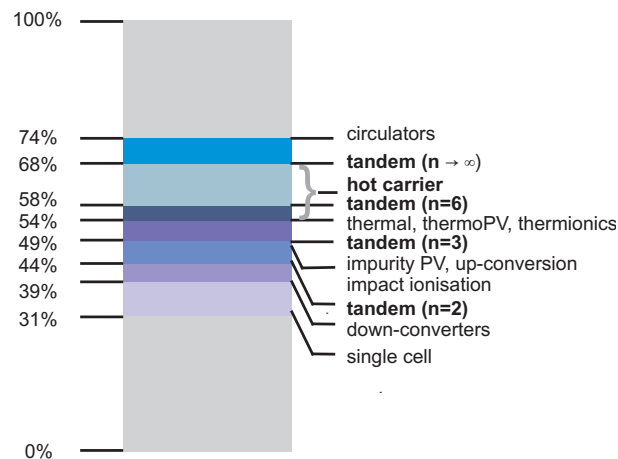 100%
74%
68%
58%
54%
49%
44%
39%
31%
0%
circulators
tandem (n → ∞)
hot carrier
tandem (n=6)
thermal, thermoPV, thermionics
tandem (n=3)
impurity PV, up-conversion
impact ionisation
tandem (n=2)
down-converters
single cell